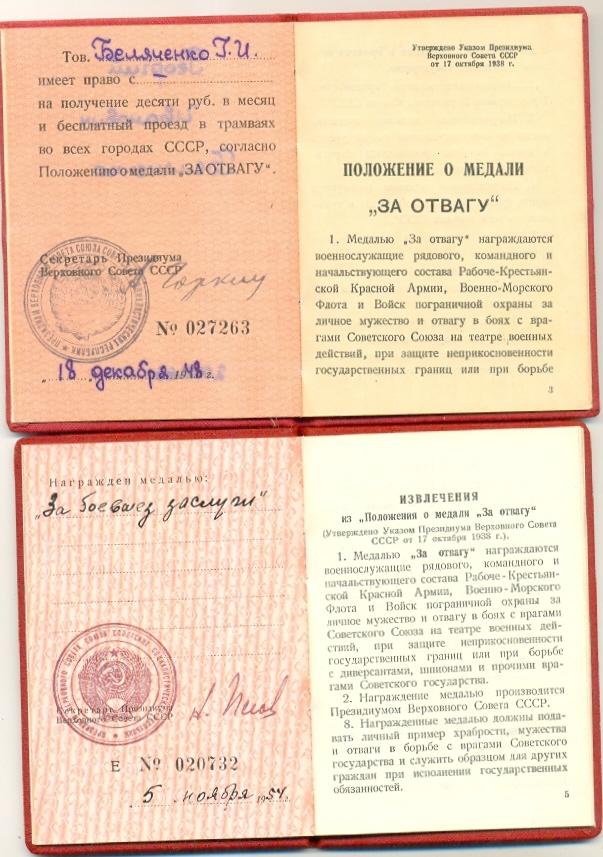 Тов. Беляченко Г.И.
имеет право с
на получение десяти руб. в месяц
и бесплатный проезд в трамваях
во всех городах СССР, согласно
Положению о медали „ЗА ОТВАГУ“.
Секретарь Президиума
Верховного Совета СССР
№ 027263
„18 декабря 1948 г.
Утверждено Указом Президиума
Верховного Совета СССР
от 17 октября 1938 г.
ПОЛОЖЕНИЕ О МЕДАЛИ
„ЗА ОТВАГУ“
1. Медалью „За отвагу“ награждаются
военнослужащие рядового, командного и
начальствующего состава Рабоче-Крестьян-
ской Красной Армии, Военно-Морского
Флота и Войск пограничной охраны за
личное мужество и отвагу в боях с вра-
гами Советского Союза на театре военных
действий, при защите неприкосновенности
государственных границ или при борьбе
3
Награжден медалью:
„За боевые заслуги“
Секретарь Президиума
Верховного Совета СССР
Е № 020732
5 ноября 1954 г.
ИЗВЛЕЧЕНИЯ
из „Положения о медали „За отвагу“
(Утверждено Указом Президиума Верховного Совета
СССР от 17 октября 1938 г.).
1. Медалью „За отвагу“ награждаются
военнослужащие рядового, командного и
начальствующего состава Рабоче-Крестьян-
ской Красной Армии, Военно-Морского
Флота и Войск пограничной охраны за
личное мужество и отвагу в боях с врагами
Советского Союза на театре военных дей-
ствий, при защите неприкосновенности
государственных границ или при борьбе
с диверсантами, шпионами и прочими вра-
гами Советского государства.
2. Награждение медалью производится
Президиумом Верховного Совета СССР.
8. Награжденные медалью должны пода-
вать личный пример храбрости, мужества
и отваги в борьбе с врагами Советского
государства и служить образцом для других
граждан при исполнении государственных
обязанностей.
5